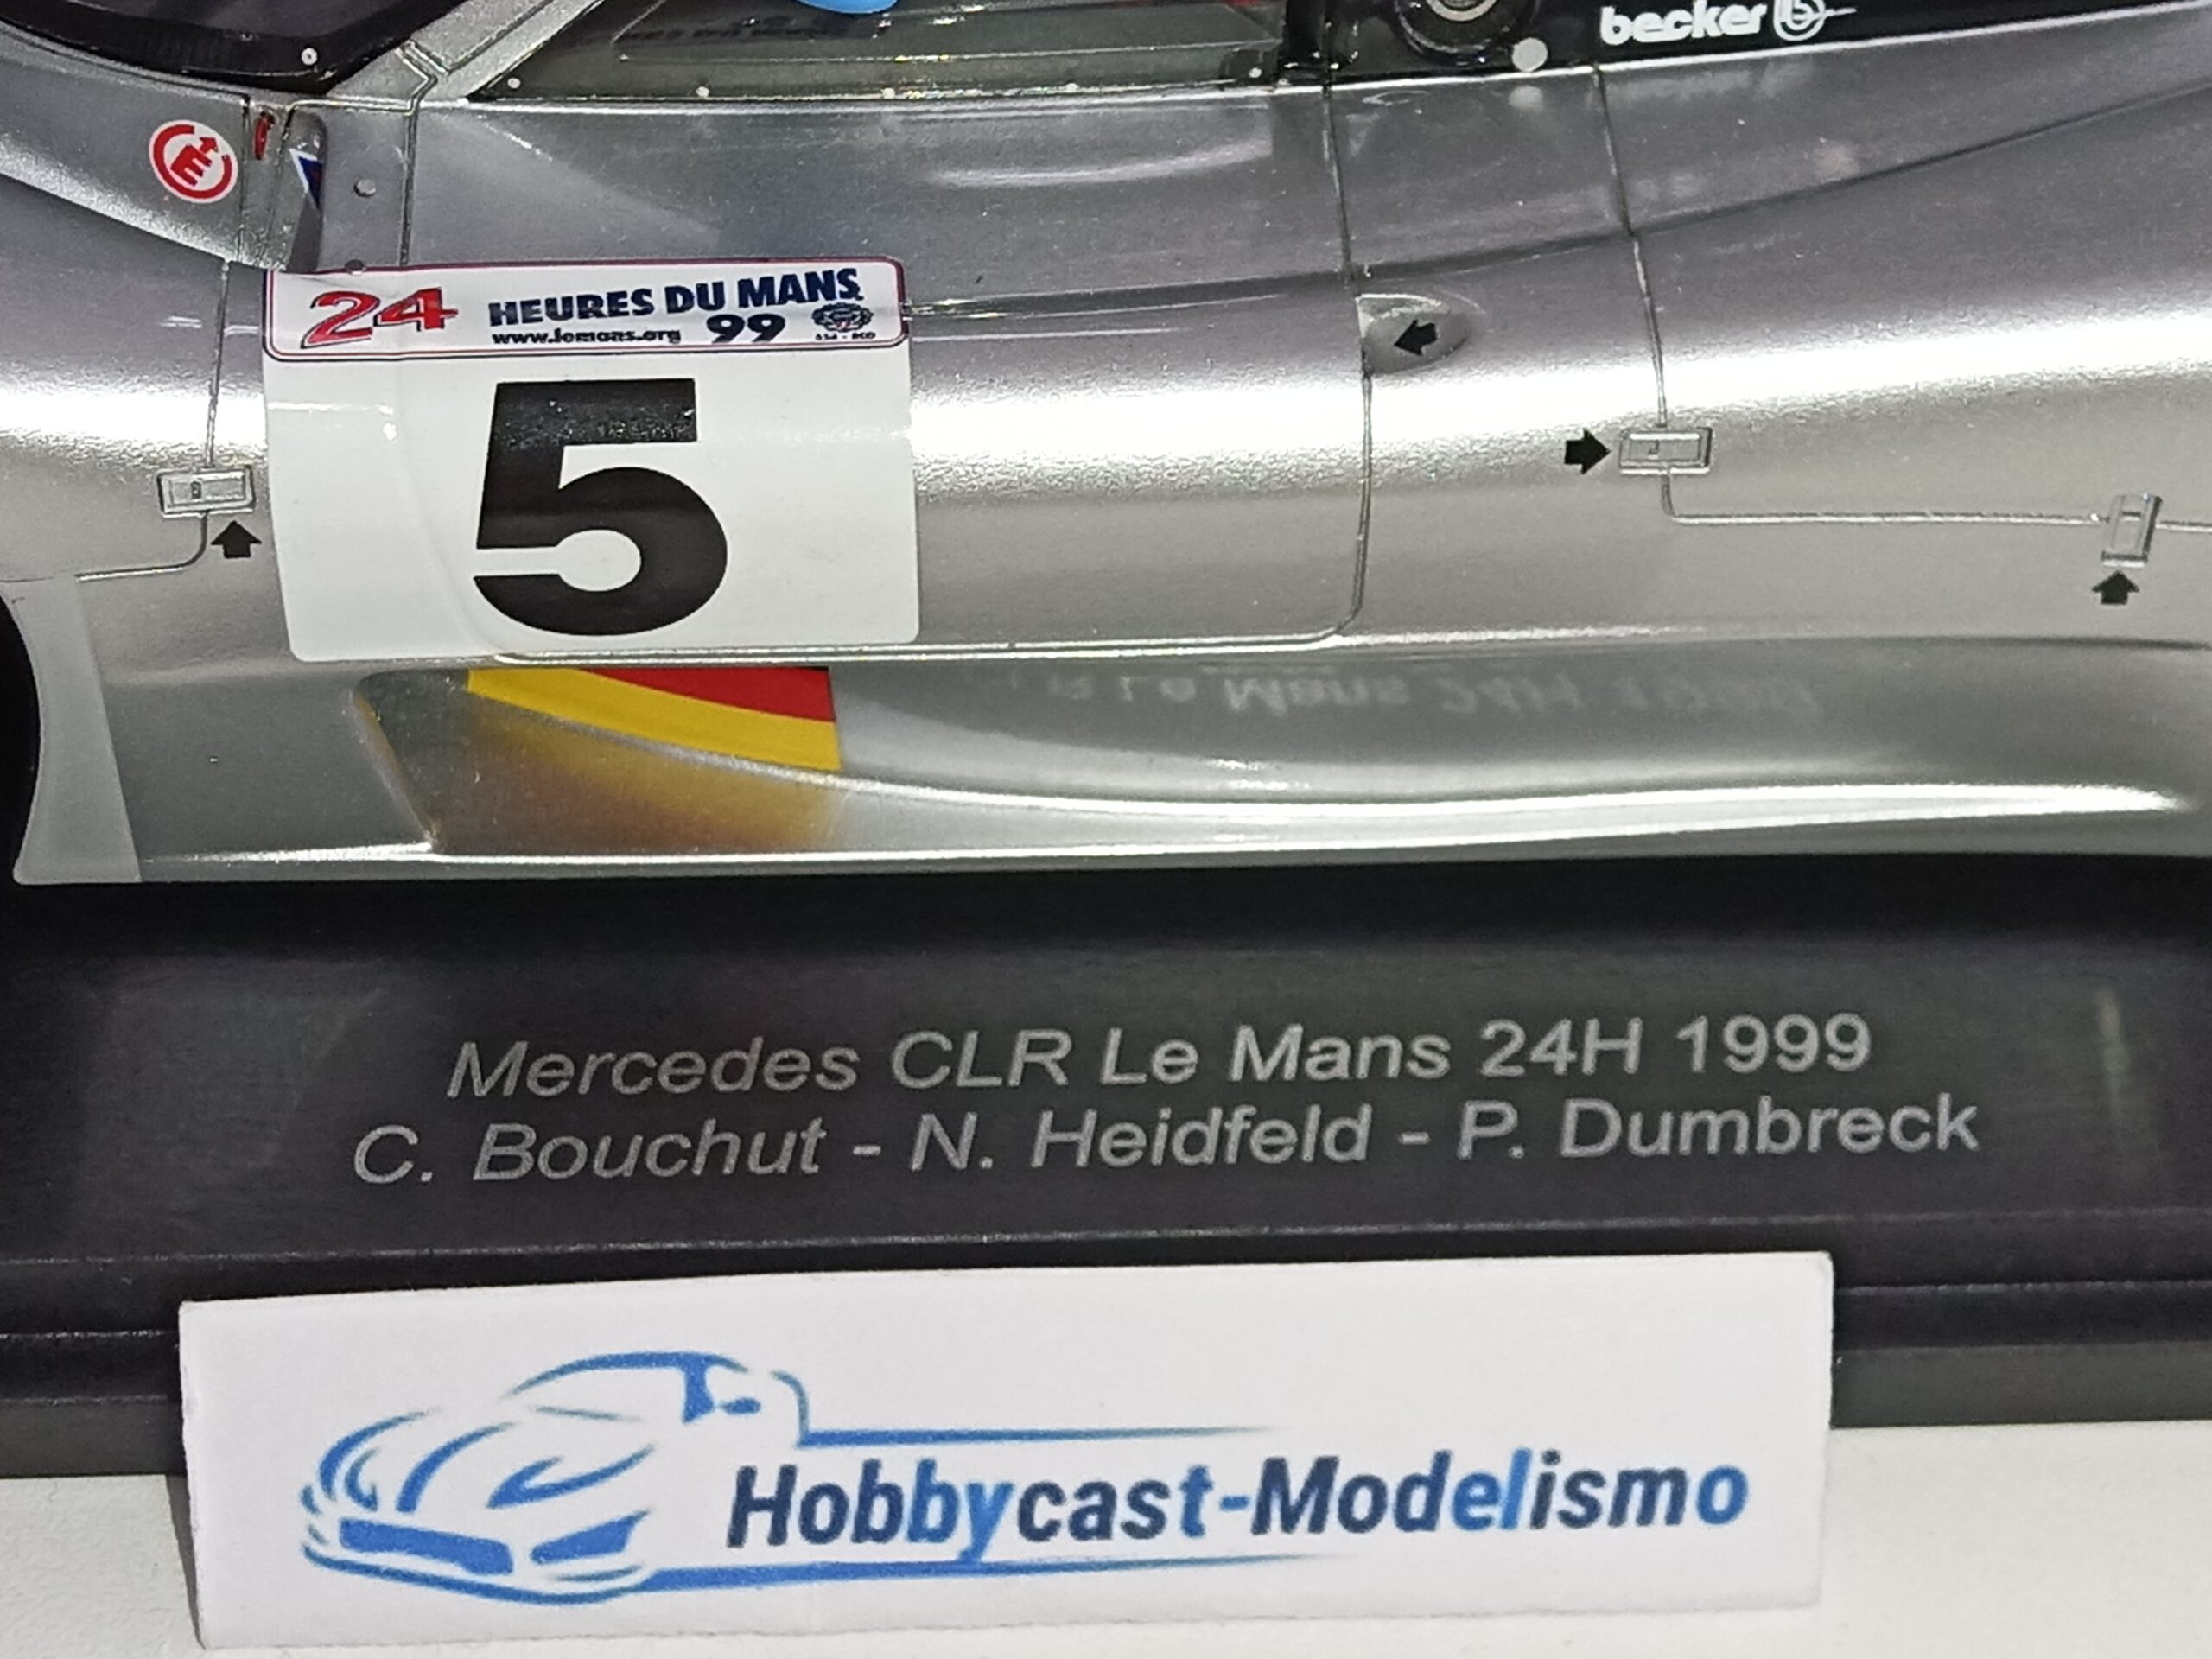 becker
E
24 HEURES DU MANS
www.lemans.org 99
5
Mercedes CLR Le Mans 24H 1999
C. Bouchut - N. Heidfeld - P. Dumbreck
Hobbycast-Modelismo